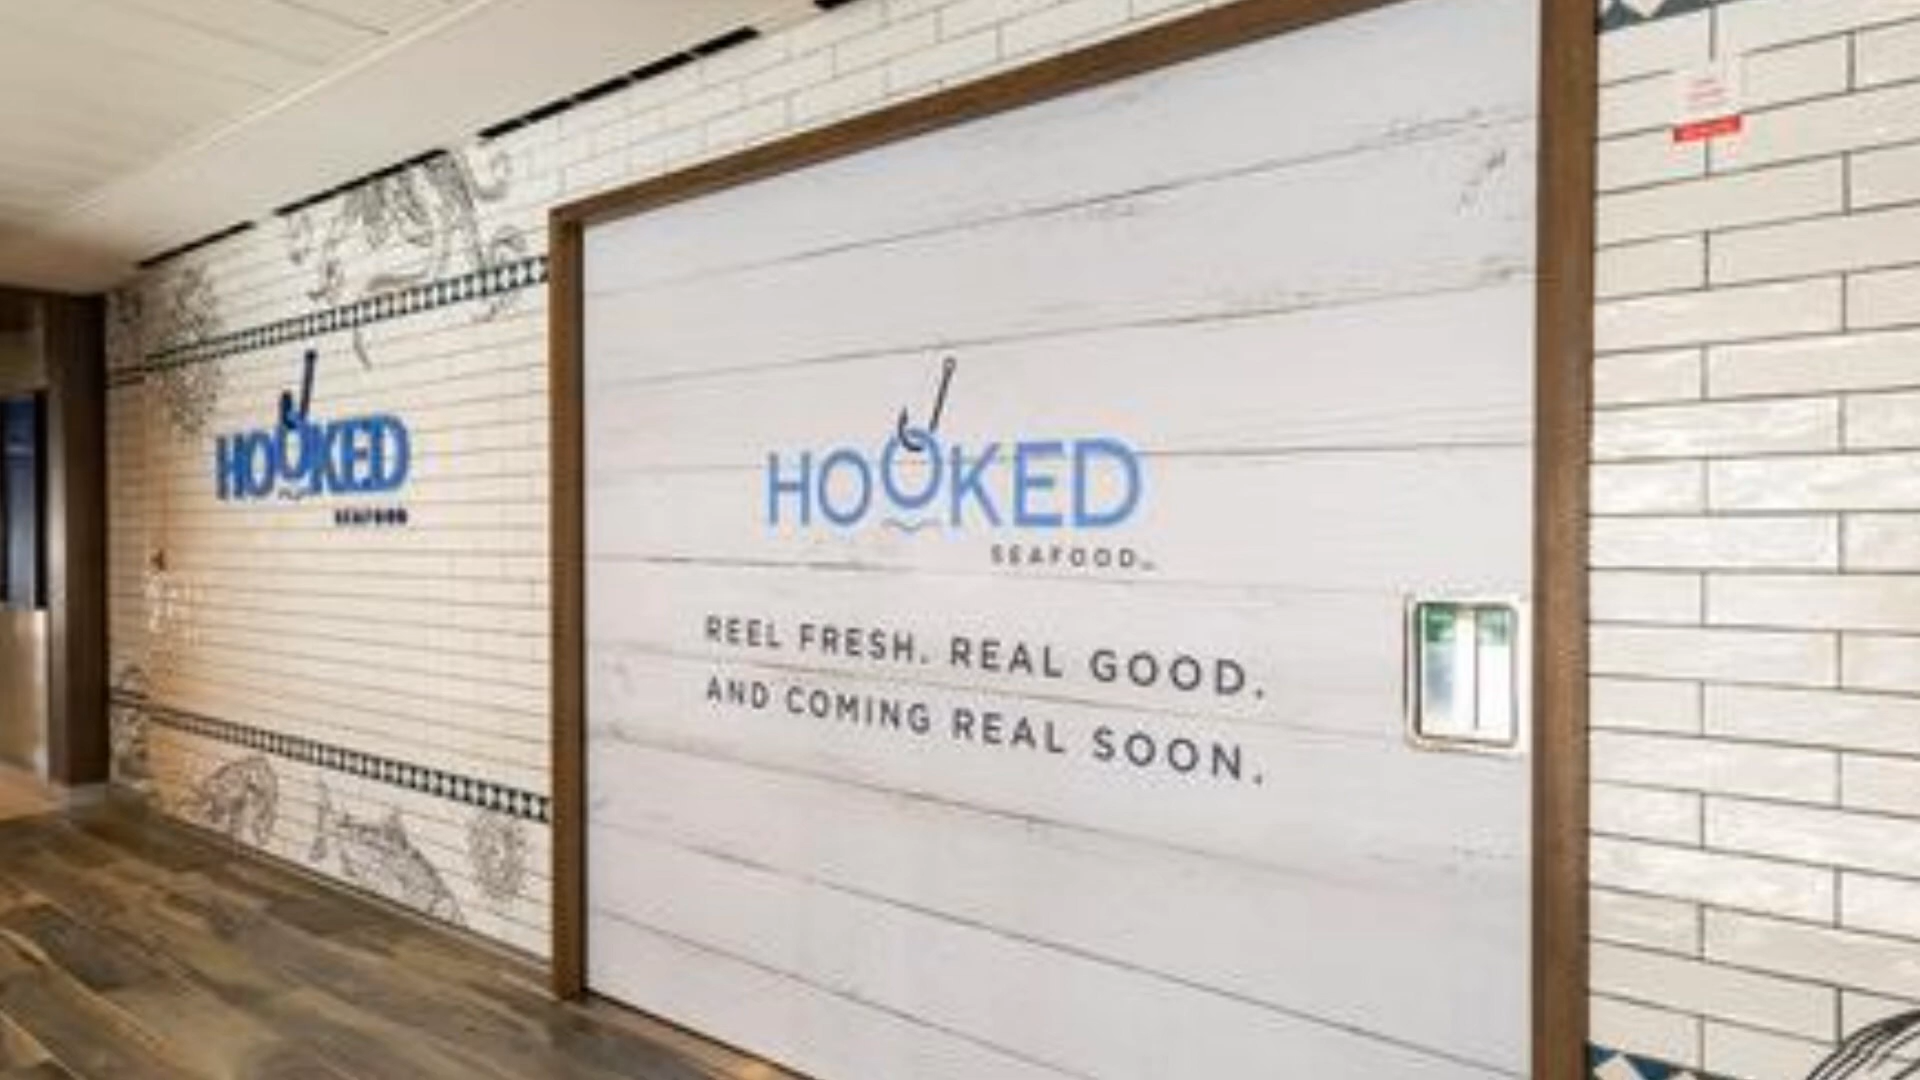 HOOKED
SEAFOOD
HOOKED
SEAFOOD
REEL FRESH. REAL GOOD.
AND COMING REAL SOON.